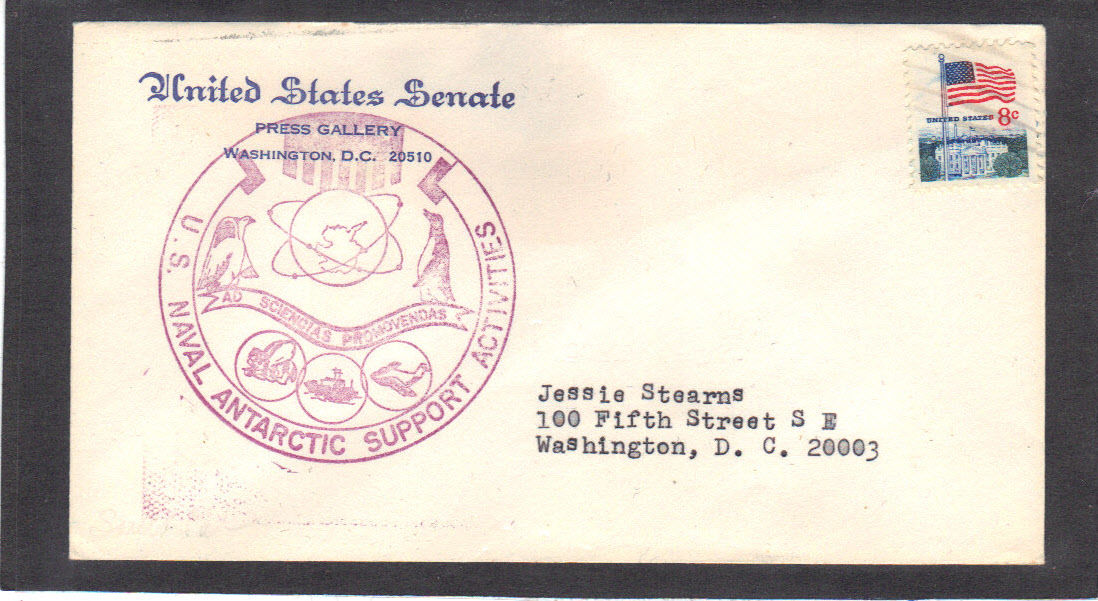 United States Senate
PRESS GALLERY
WASHINGTON, D.C. 20510
UNITED STATES 8c
U.S. NAVAL ANTARCTIC SUPPORT ACTIVITIES
AD SCIENCIAS PROMOVENDAS
Jessie Stearns
100 Fifth Street S E
Washington, D. C. 20003